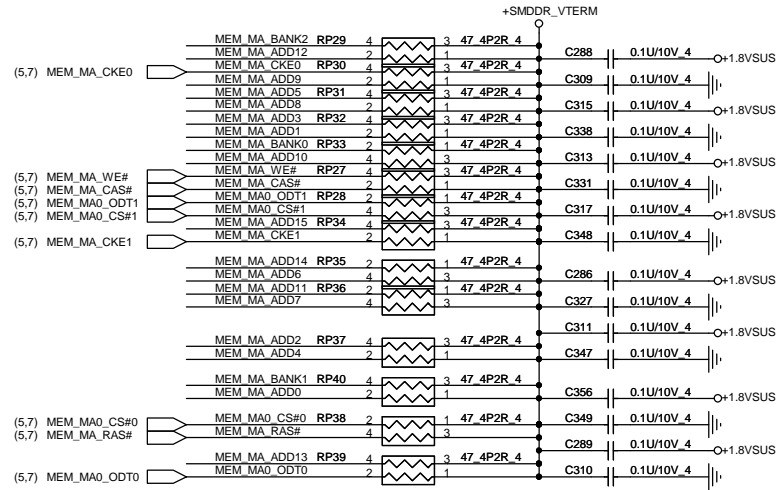 +SMDDR_VTERM
MEM_MA_BANK2 RP29 4 3 47_4P2R_4
MEM_MA_ADD12 2 1 C288 0.1U/10V_4 +1.8VSUS
(5,7) MEM_MA_CKE0 MEM_MA_CKE0 RP30 4 3 47_4P2R_4
MEM_MA_ADD9 2 1 C309 0.1U/10V_4
MEM_MA_ADD5 RP31 4 3 47_4P2R_4
MEM_MA_ADD8 2 1 C315 0.1U/10V_4 +1.8VSUS
MEM_MA_ADD3 RP32 4 3 47_4P2R_4
MEM_MA_ADD1 2 1 C338 0.1U/10V_4
MEM_MA_BANK0 RP33 2 1 47_4P2R_4
MEM_MA_ADD10 4 3 C313 0.1U/10V_4 +1.8VSUS
(5,7) MEM_MA_WE# MEM_MA_WE# RP27 4 3 47_4P2R_4
(5,7) MEM_MA_CAS# MEM_MA_CAS# 2 1 C331 0.1U/10V_4
(5,7) MEM_MA0_ODT1 MEM_MA0_ODT1 RP28 2 1 47_4P2R_4
(5,7) MEM_MA0_CS#1 MEM_MA0_CS#1 4 3 C317 0.1U/10V_4 +1.8VSUS
MEM_MA_ADD15 RP34 4 3 47_4P2R_4
(5,7) MEM_MA_CKE1 MEM_MA_CKE1 2 1 C348 0.1U/10V_4
MEM_MA_ADD14 RP35 2 1 47_4P2R_4
MEM_MA_ADD6 4 3 C286 0.1U/10V_4 +1.8VSUS
MEM_MA_ADD11 RP36 2 1 47_4P2R_4
MEM_MA_ADD7 4 3 C327 0.1U/10V_4
C311 0.1U/10V_4 +1.8VSUS
MEM_MA_ADD2 RP37 4 3 47_4P2R_4
MEM_MA_ADD4 2 1 C347 0.1U/10V_4
MEM_MA_BANK1 RP40 4 3 47_4P2R_4
MEM_MA_ADD0 2 1 C356 0.1U/10V_4 +1.8VSUS
(5,7) MEM_MA0_CS#0 MEM_MA0_CS#0 RP38 2 1 47_4P2R_4 C349 0.1U/10V_4
(5,7) MEM_MA_RAS# MEM_MA_RAS# 4 3
C289 0.1U/10V_4 +1.8VSUS
MEM_MA_ADD13 RP39 4 3 47_4P2R_4
(5,7) MEM_MA0_ODT0 MEM_MA0_ODT0 2 1 C310 0.1U/10V_4